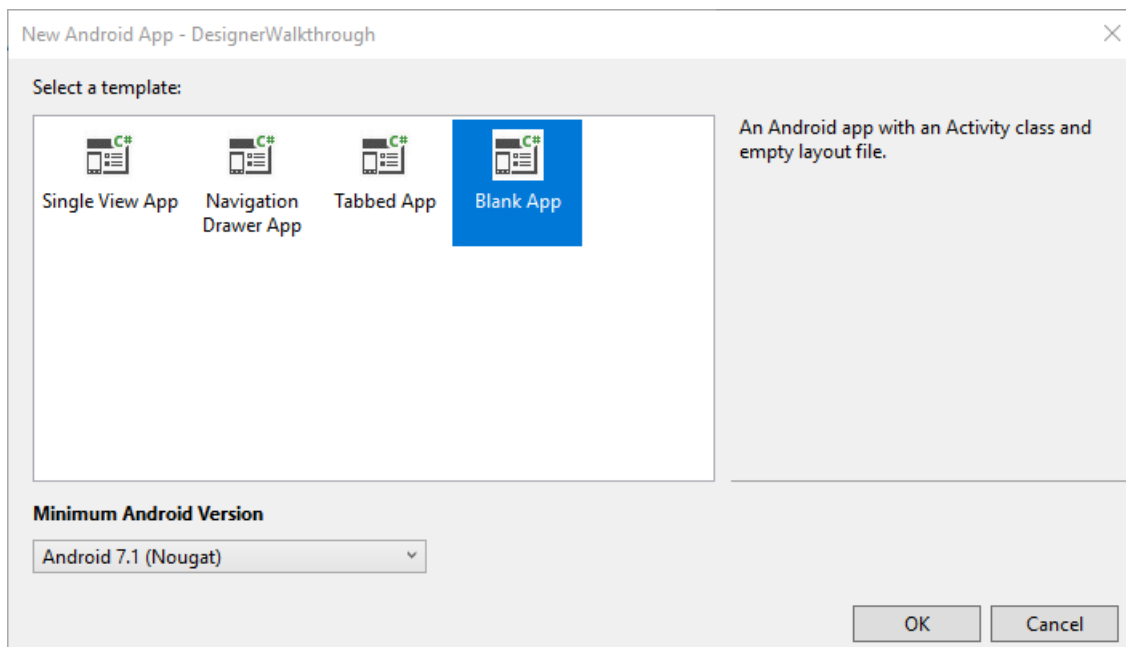 New Android App - DesignerWalkthrough
Select a template:
C#
Single View App
C#
Navigation
Drawer App
C#
Tabbed App
C#
Blank App
An Android app with an Activity class and
empty layout file.
Minimum Android Version
Android 7.1 (Nougat)
OK
Cancel